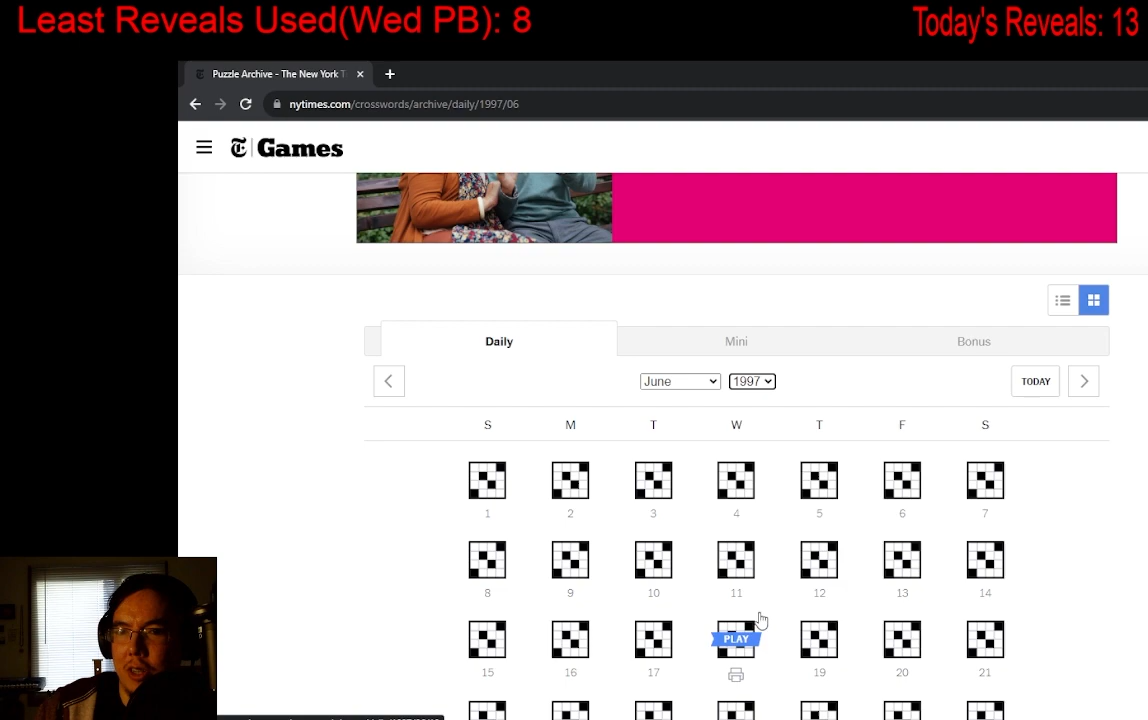 Least Reveals Used(Wed PB): 8
Today's Reveals: 13
Puzzle Archive - The New York T
nytimes.com/crosswords/archive/daily/1997/06
T Games
Daily Mini Bonus
June 1997 TODAY
S M T W T F S
1 2 3 4 5 6 7
8 9 10 11 12 13 14
PLAY
15 16 17 19 20 21